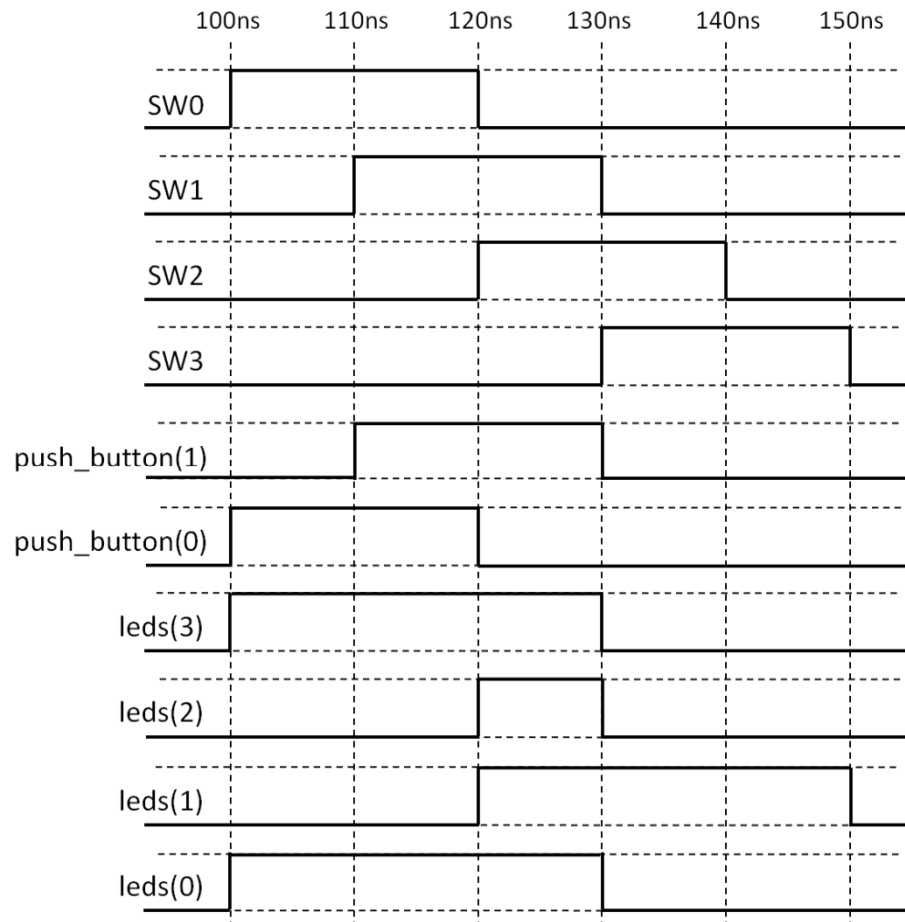 100ns 110ns 120ns 130ns 140ns 150ns
SW0
SW1
SW2
SW3
push_button(1)
push_button(0)
leds(3)
leds(2)
leds(1)
leds(0)